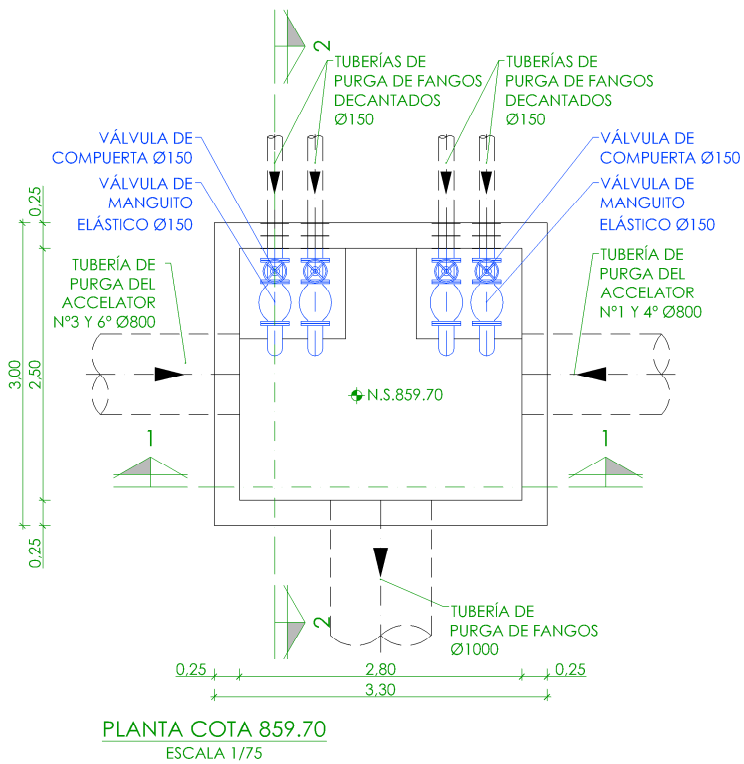 2
TUBERÍAS DE
PURGA DE FANGOS
DECANTADOS
Ø150
TUBERÍAS DE
PURGA DE FANGOS
DECANTADOS
Ø150
VÁLVULA DE
COMPUERTA Ø150
VÁLVULA DE
MANGUITO
ELÁSTICO Ø150
VÁLVULA DE
COMPUERTA Ø150
VÁLVULA DE
MANGUITO
ELÁSTICO Ø150
0,25
TUBERÍA DE
PURGA DEL
ACCELATOR
Nº3 Y 6º Ø800
TUBERÍA DE
PURGA DEL
ACCELATOR
Nº1 Y 4º Ø800
3,00
2,50
N.S.859.70
1
1
0,25
2
TUBERÍA DE
PURGA DE FANGOS
Ø1000
0,25
2,80
0,25
3,30
PLANTA COTA 859.70
ESCALA 1/75